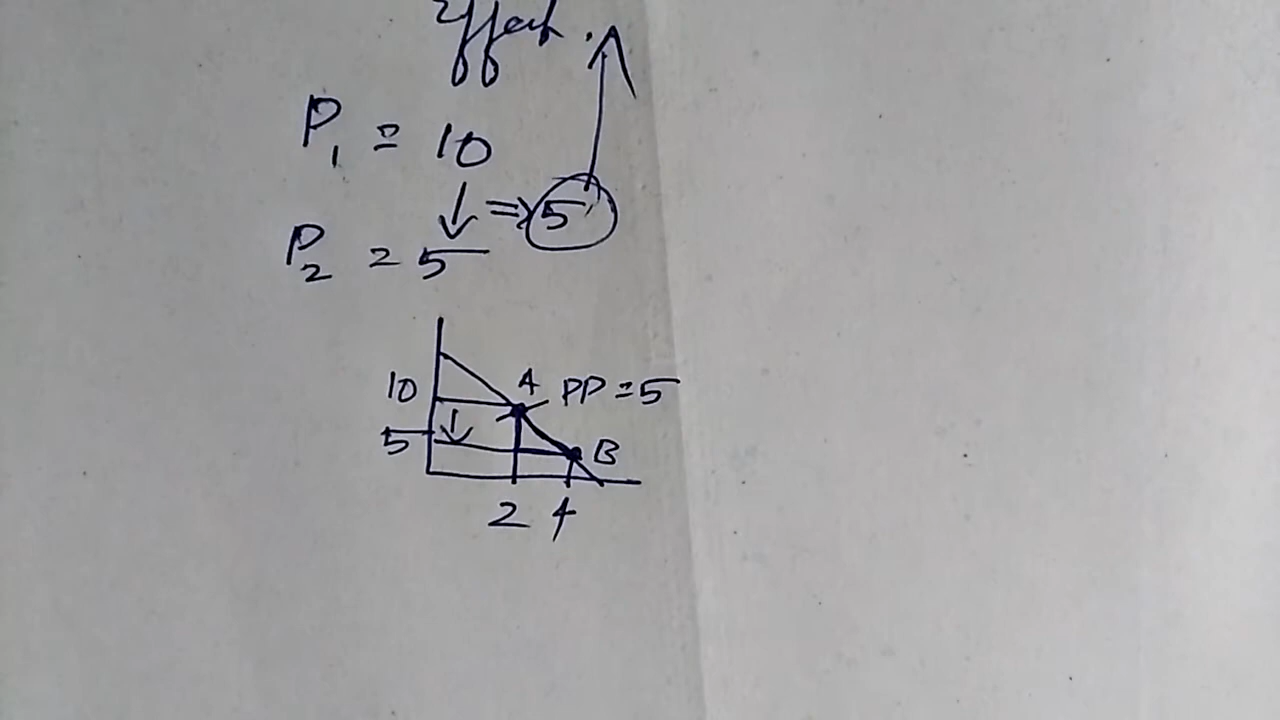 Effect.
P1 = 10
↓ ⇒ 5
P2 = 5
10 A PP = 5
5 ↓ B
2 4